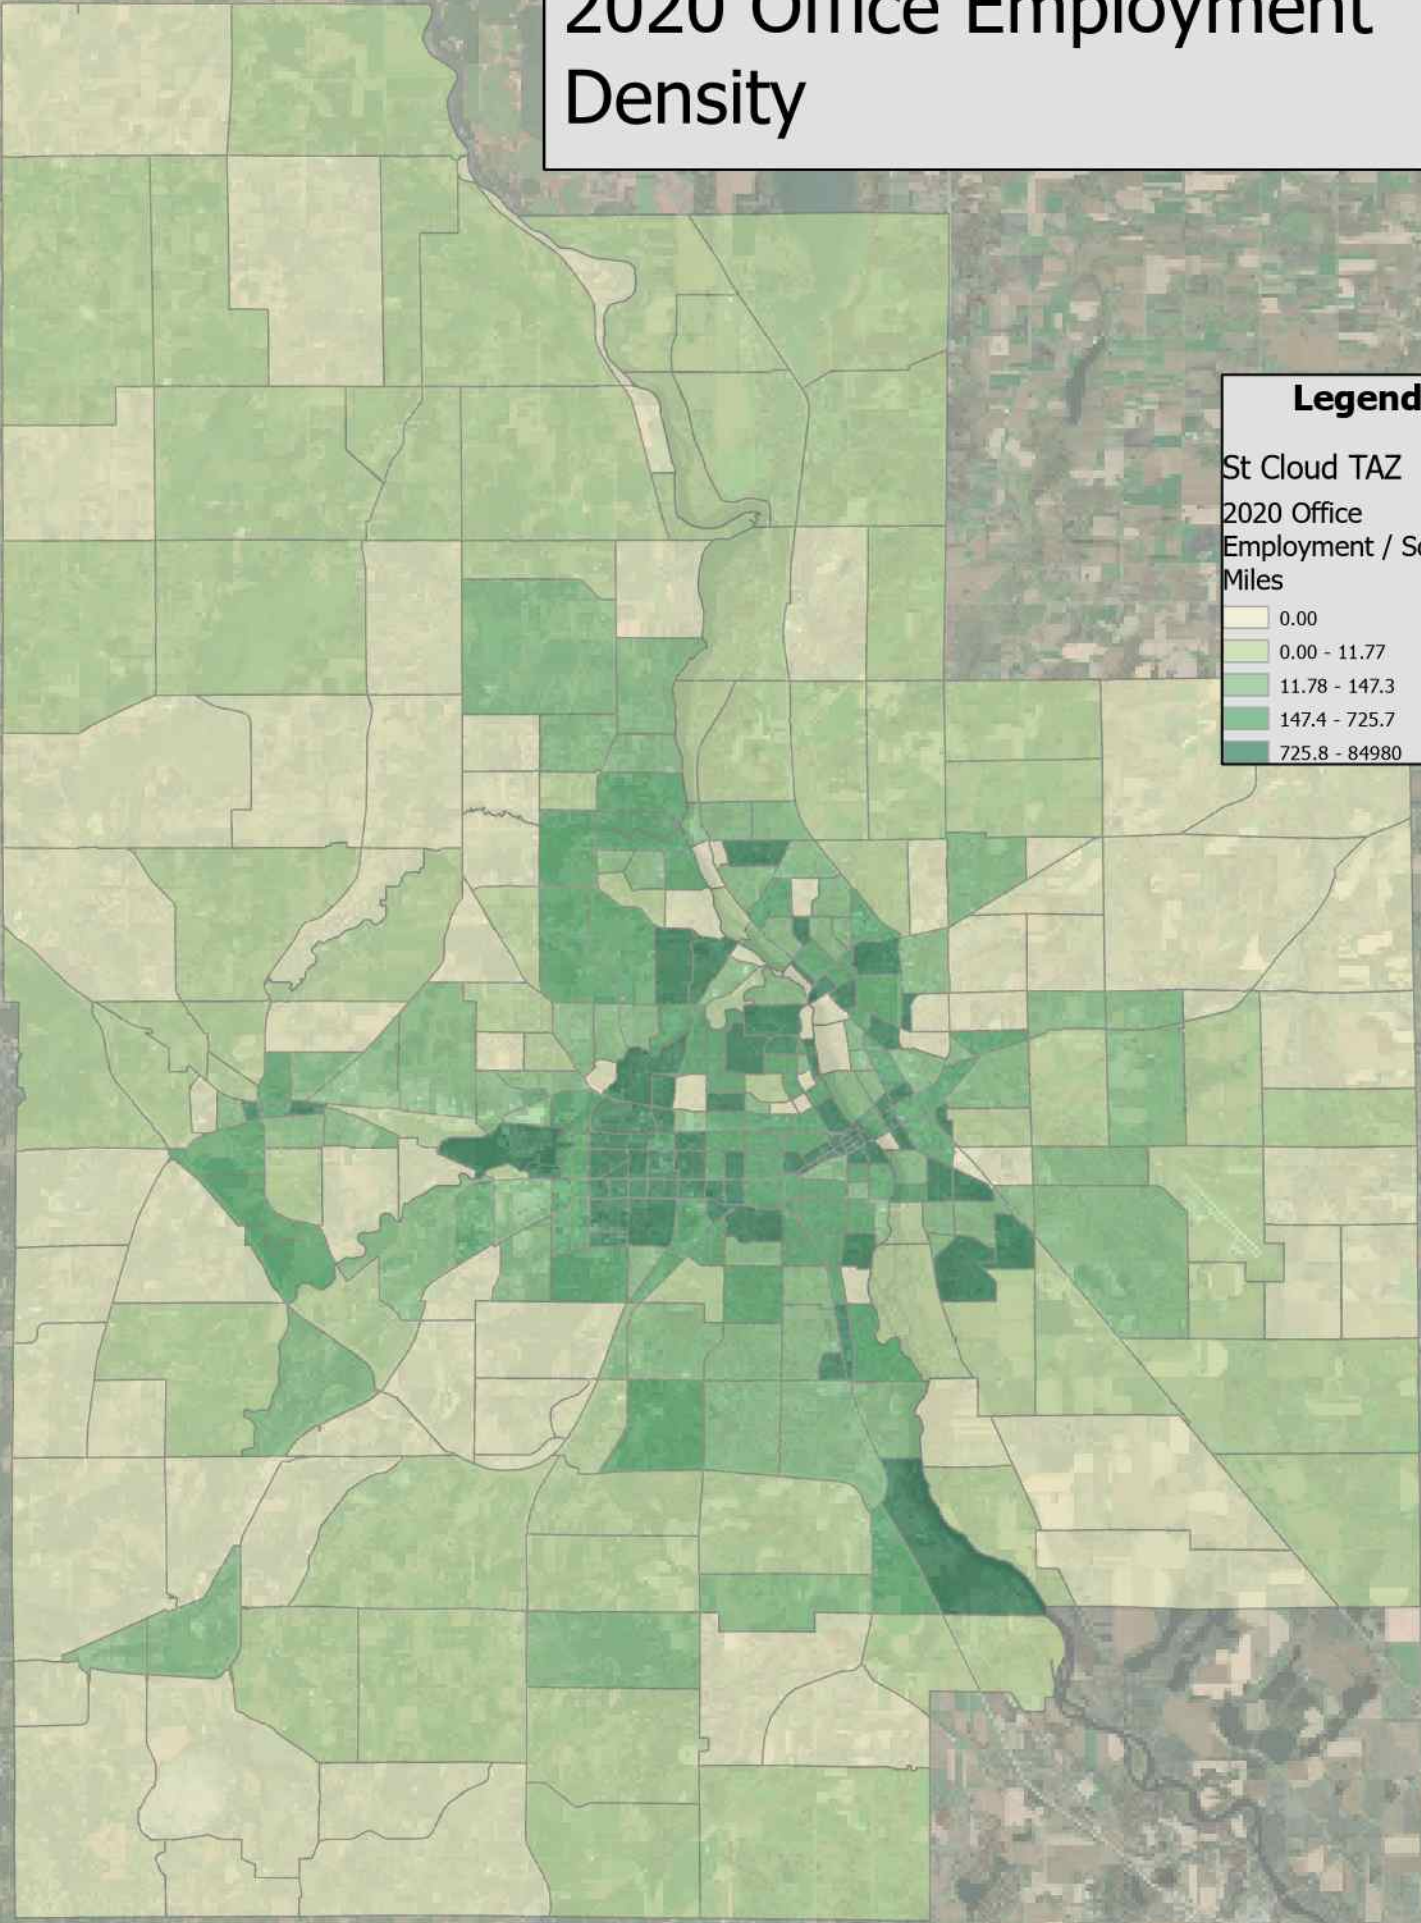 2020 Office Employment
Density
Legend
St Cloud TAZ
2020 Office
Employment / Sq
Miles
0.00
0.00 - 11.77
11.78 - 147.3
147.4 - 725.7
725.8 - 84980